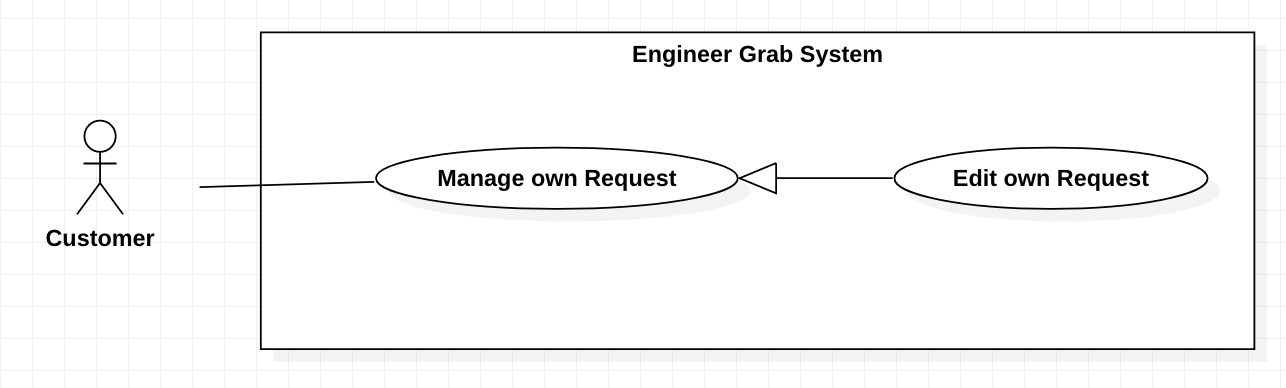 Engineer Grab System
Manage own Request
Edit own Request
Customer